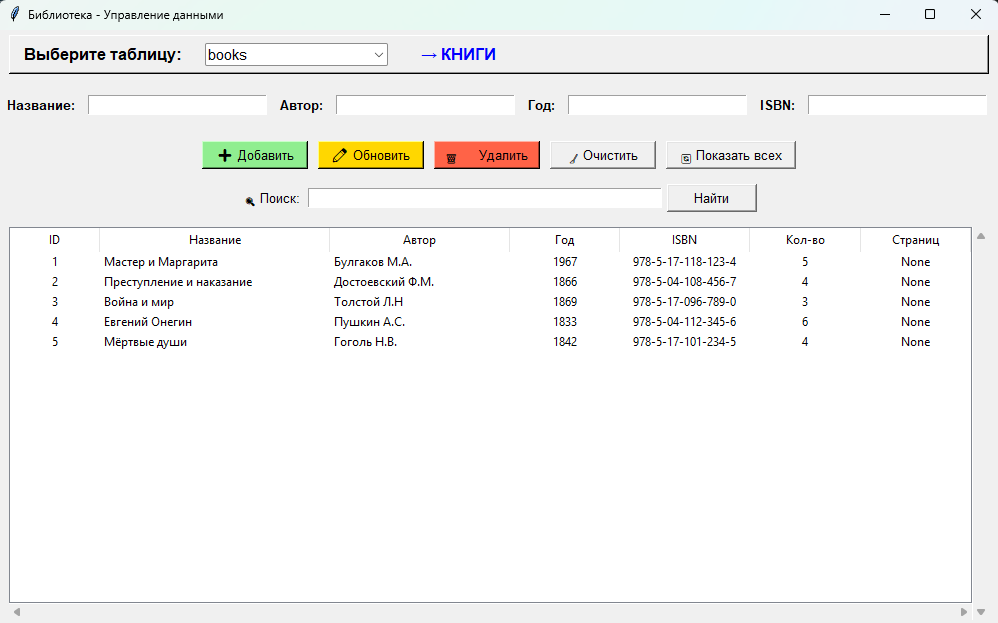 Библиотека - Управление данными
Выберите таблицу: books → КНИГИ
Название: Автор: Год: ISBN:
Добавить Обновить Удалить Очистить Показать всех
Поиск: Найти
ID Название Автор Год ISBN Кол-во Страниц
1 Мастер и Маргарита Булгаков М.А. 1967 978-5-17-118-123-4 5 None
2 Преступление и наказание Достоевский Ф.М. 1866 978-5-04-108-456-7 4 None
3 Война и мир Толстой Л.Н 1869 978-5-17-096-789-0 3 None
4 Евгений Онегин Пушкин А.С. 1833 978-5-04-112-345-6 6 None
5 Мёртвые души Гоголь Н.В. 1842 978-5-17-101-234-5 4 None